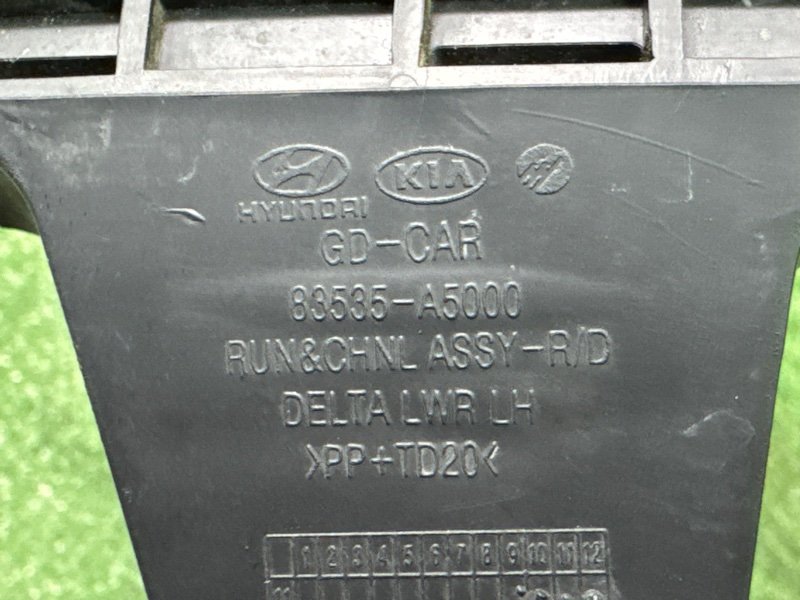 KIA
HYUNDAI
GD-CAR
83535-A5000
RUN&CHNL ASSY-R/D
DELTA LWR LH
>PP+TD20<
1 2 3 4 5 6 7 8 9 10 11 12
11